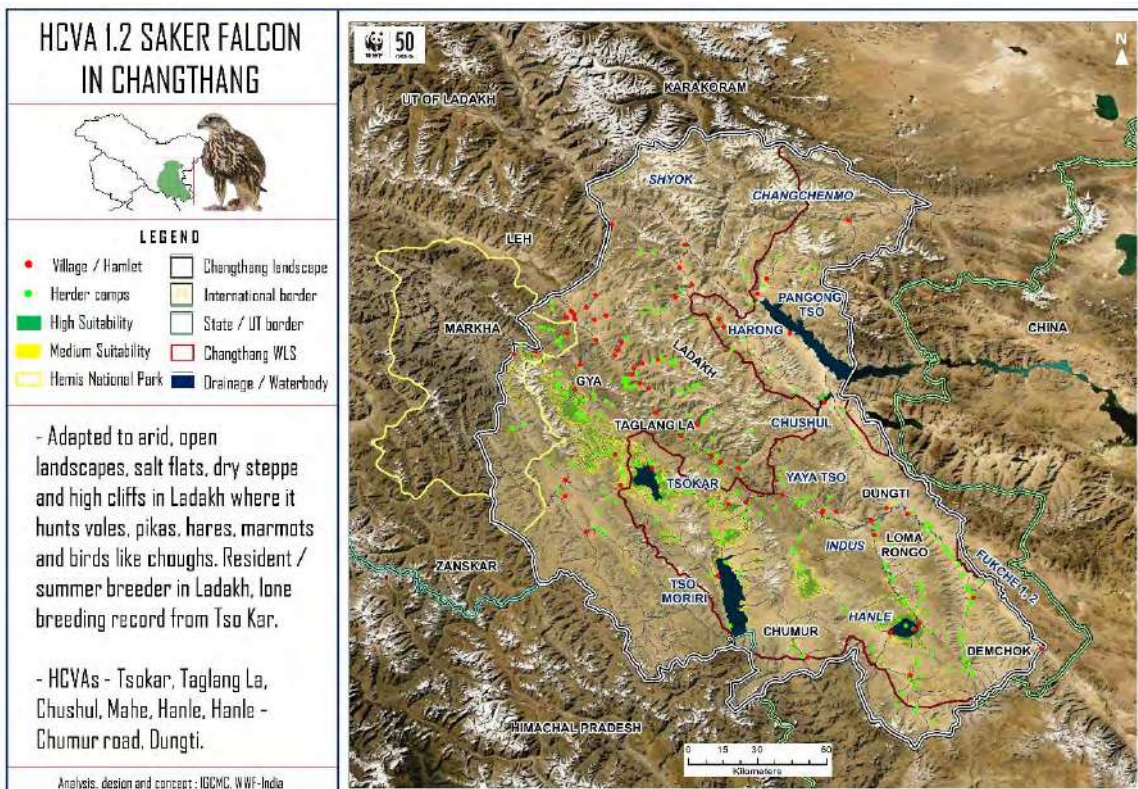 HCVA 1.2 SAKER FALCON
IN CHANGTHANG
LEGEND
Village / Hamlet
Herder camps
High Suitability
Medium Suitability
Hemis National Park
Changthang landscape
International border
State / UT border
Changthang WLS
Drainage / Waterbody
- Adapted to arid, open
landscapes, salt flats, dry steppe
and high cliffs in Ladakh where it
hunts voles, pikas, hares, marmots
and birds like choughs. Resident /
summer breeder in Ladakh, lone
breeding record from Tso Kar.
- HCVAs - Tsokar, Taglang La,
Chushul, Mahe, Hanle, Hanle -
Chumur road, Dungti.
Analysis, design and concept : IGCMC, WWF-India
WWF
50
N
KARAKORAM
UT OF LADAKH
SHYOK
CHANGCHENMO
LEH
PANGONG
TSO
CHINA
MARKHA
HARONG
LADAKH
GYA
TAGLANG LA
CHUSHUL
TSOKAR
YAYA TSO
DUNGTI
INDUS
LOMA
RONGO
FUKCHE 1, 2
ZANSKAR
TSO
MORIRI
HANLE
CHUMUR
DEMCHOK
HIMACHAL PRADESH
0 15 30 60
Kilometers